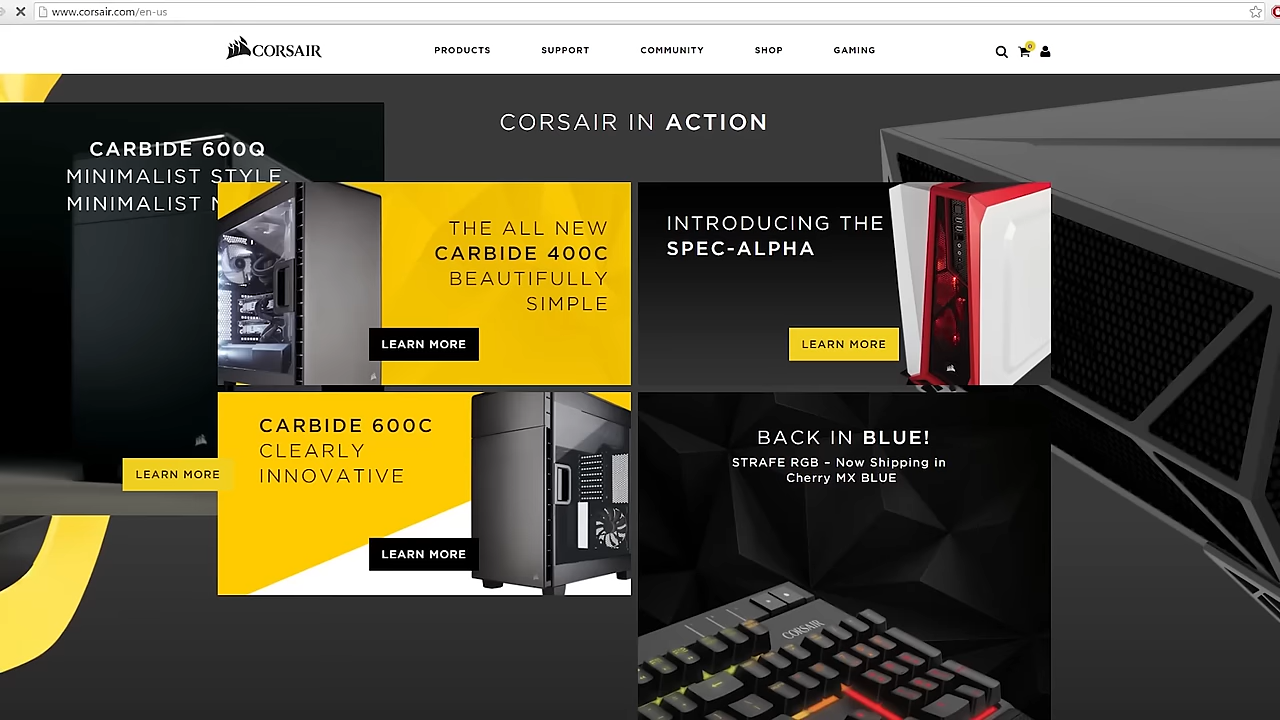 www.corsair.com/en-us
CORSAIR
PRODUCTS
SUPPORT
COMMUNITY
SHOP
GAMING
0
CORSAIR IN ACTION
CARBIDE 600Q
MINIMALIST STYLE.
MINIMALIST
LEARN MORE
THE ALL NEW
CARBIDE 400C
BEAUTIFULLY
SIMPLE
LEARN MORE
INTRODUCING THE
SPEC-ALPHA
LEARN MORE
CARBIDE 600C
CLEARLY
INNOVATIVE
LEARN MORE
BACK IN BLUE!
STRAFE RGB – Now Shipping in
Cherry MX BLUE
CORSAIR